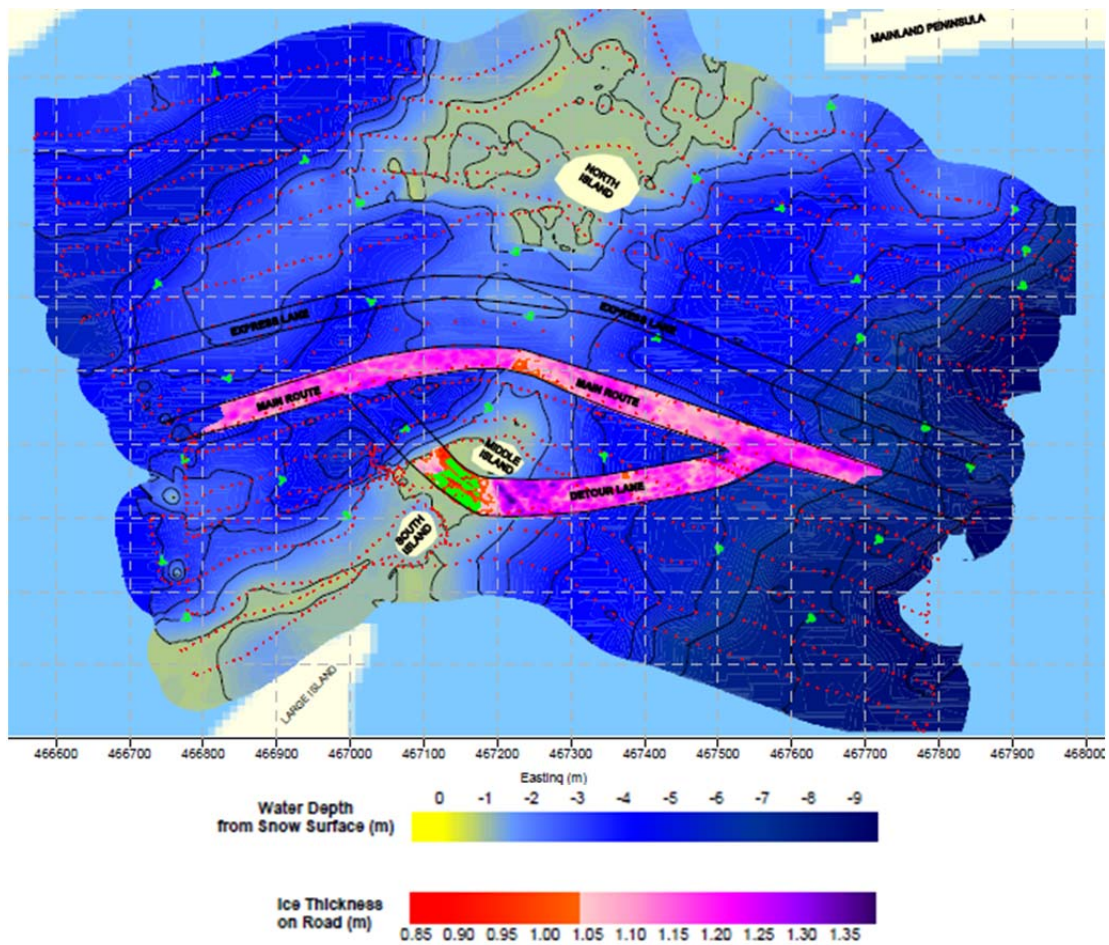 MAINLAND PENINSULA
NORTH
ISLAND
EXPRESS LANE
EXPRESS LANE
MAIN ROUTE
MAIN ROUTE
MIDDLE
ISLAND
DETOUR LANE
SOUTH
ISLAND
LARGE ISLAND
466600 466700 466800 466900 467000 467100 467200 467300 467400 467500 467600 467700 467800 467900 468000
Easting (m)
0 -1 -2 -3 -4 -5 -6 -7 -8 -9
Water Depth
from Snow Surface (m)
Ice Thickness
on Road (m)
0.85 0.90 0.95 1.00 1.05 1.10 1.15 1.20 1.25 1.30 1.35